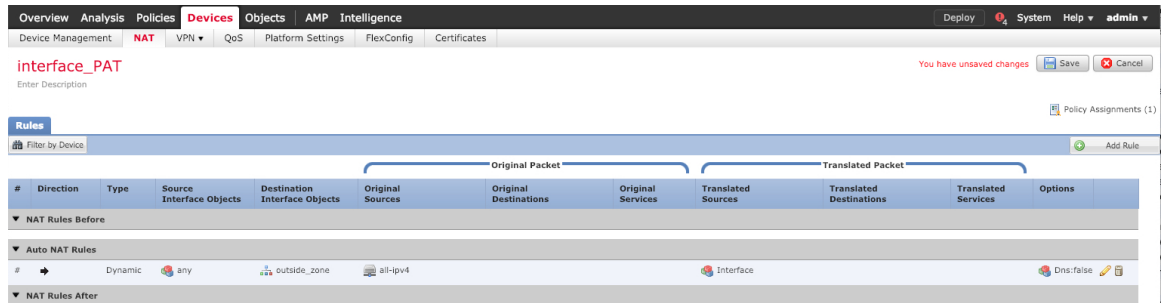 Overview Analysis Policies Devices Objects AMP Intelligence Deploy 4 System Help admin
Device Management NAT VPN QoS Platform Settings FlexConfig Certificates
interface_PAT
You have unsaved changes Save Cancel
Enter Description
Policy Assignments (1)
Rules
Filter by Device
Add Rule
Original Packet Translated Packet
# Direction Type Source Interface Objects Destination Interface Objects Original Sources Original Destinations Original Services Translated Sources Translated Destinations Translated Services Options
NAT Rules Before
Auto NAT Rules
# Dynamic any outside_zone all-ipv4 Interface Dns:false
NAT Rules After